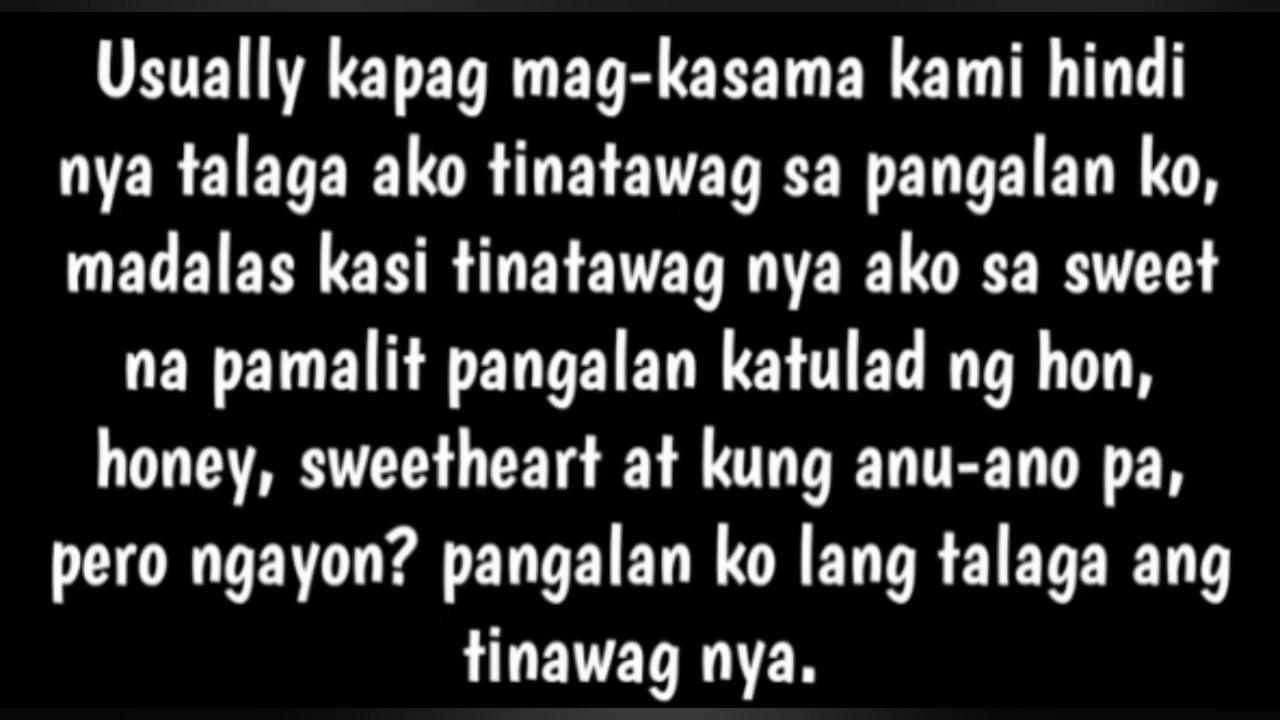 Usually kapag mag-kasama kami hindi
nya talaga ako tinatawag sa pangalan ko,
madalas kasi tinatawag nya ako sa sweet
na pamalit pangalan katulad ng hon,
honey, sweetheart at kung anu-ano pa,
pero ngayon? pangalan ko lang talaga ang
tinawag nya.